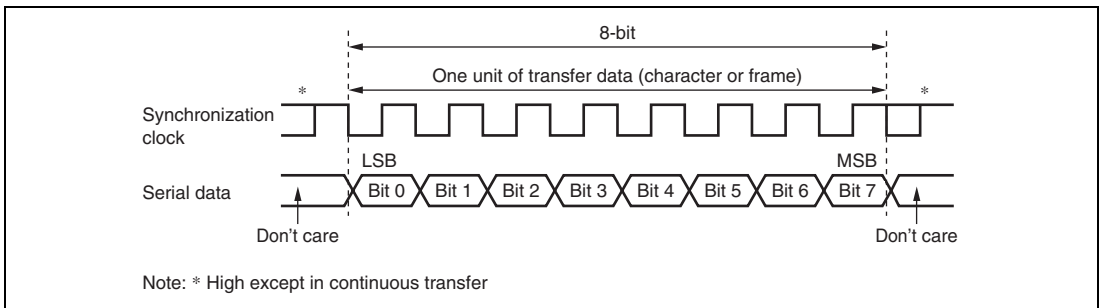 8-bit
One unit of transfer data (character or frame)
* *
Synchronization
clock
LSB MSB
Serial data Bit 0 Bit 1 Bit 2 Bit 3 Bit 4 Bit 5 Bit 6 Bit 7
Don't care Don't care
Note: * High except in continuous transfer